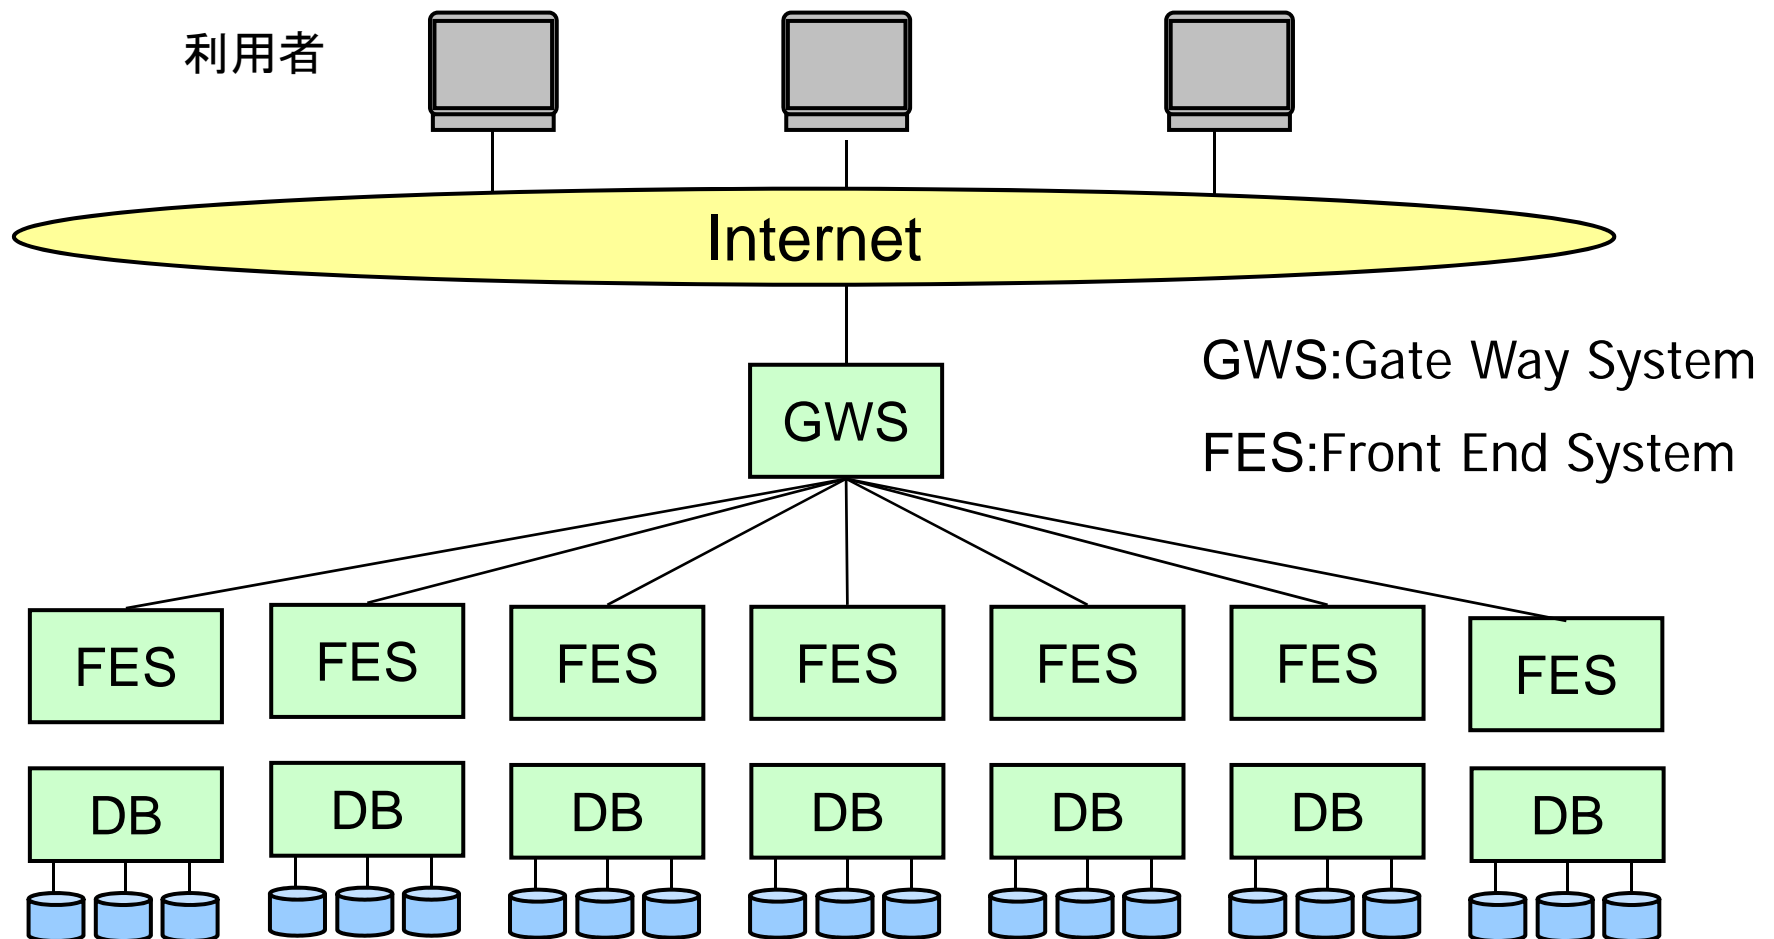 利用者
Internet
GWS:Gate Way System
GWS
FES:Front End System
FES FES FES FES FES FES FES
DB DB DB DB DB DB DB